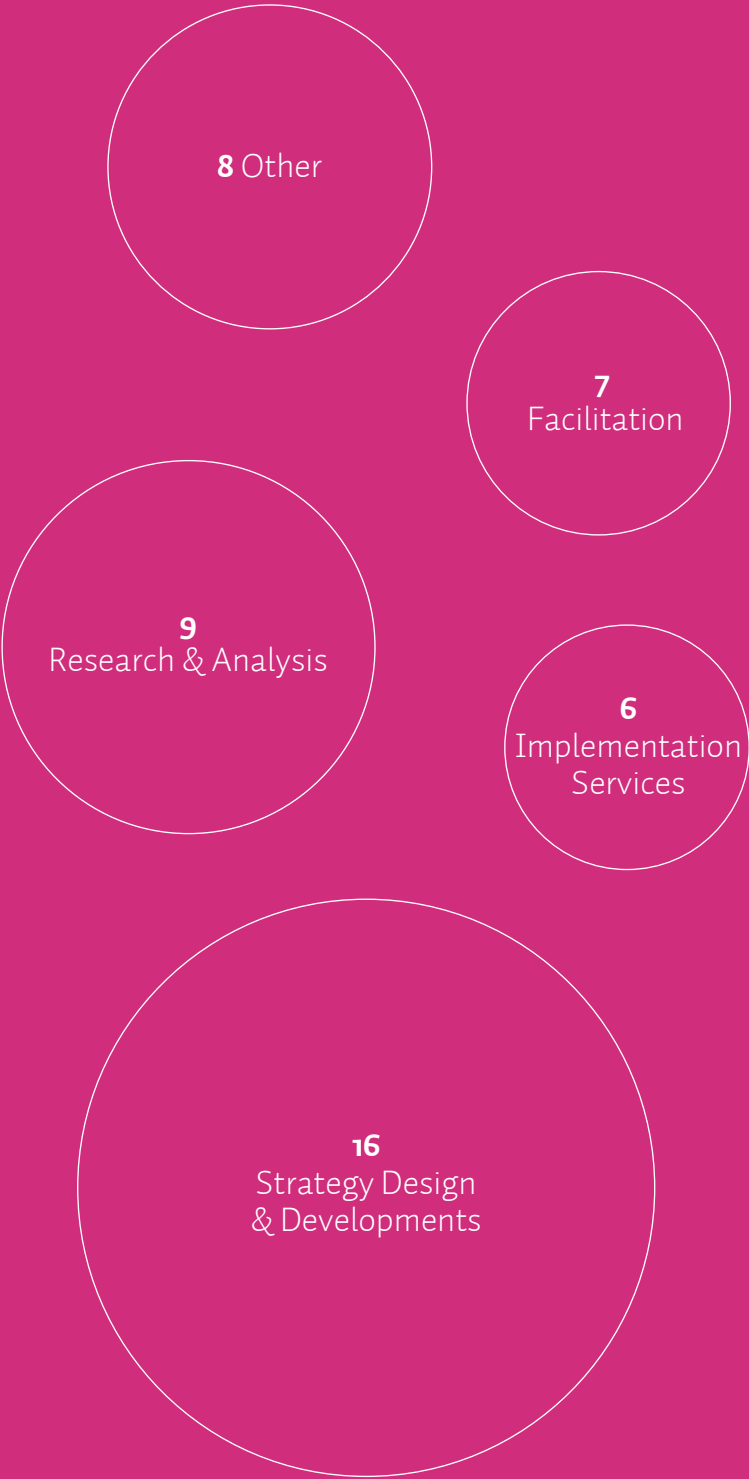 8 Other
7
Facilitation
9
Research & Analysis
6
Implementation
Services
16
Strategy Design
& Developments